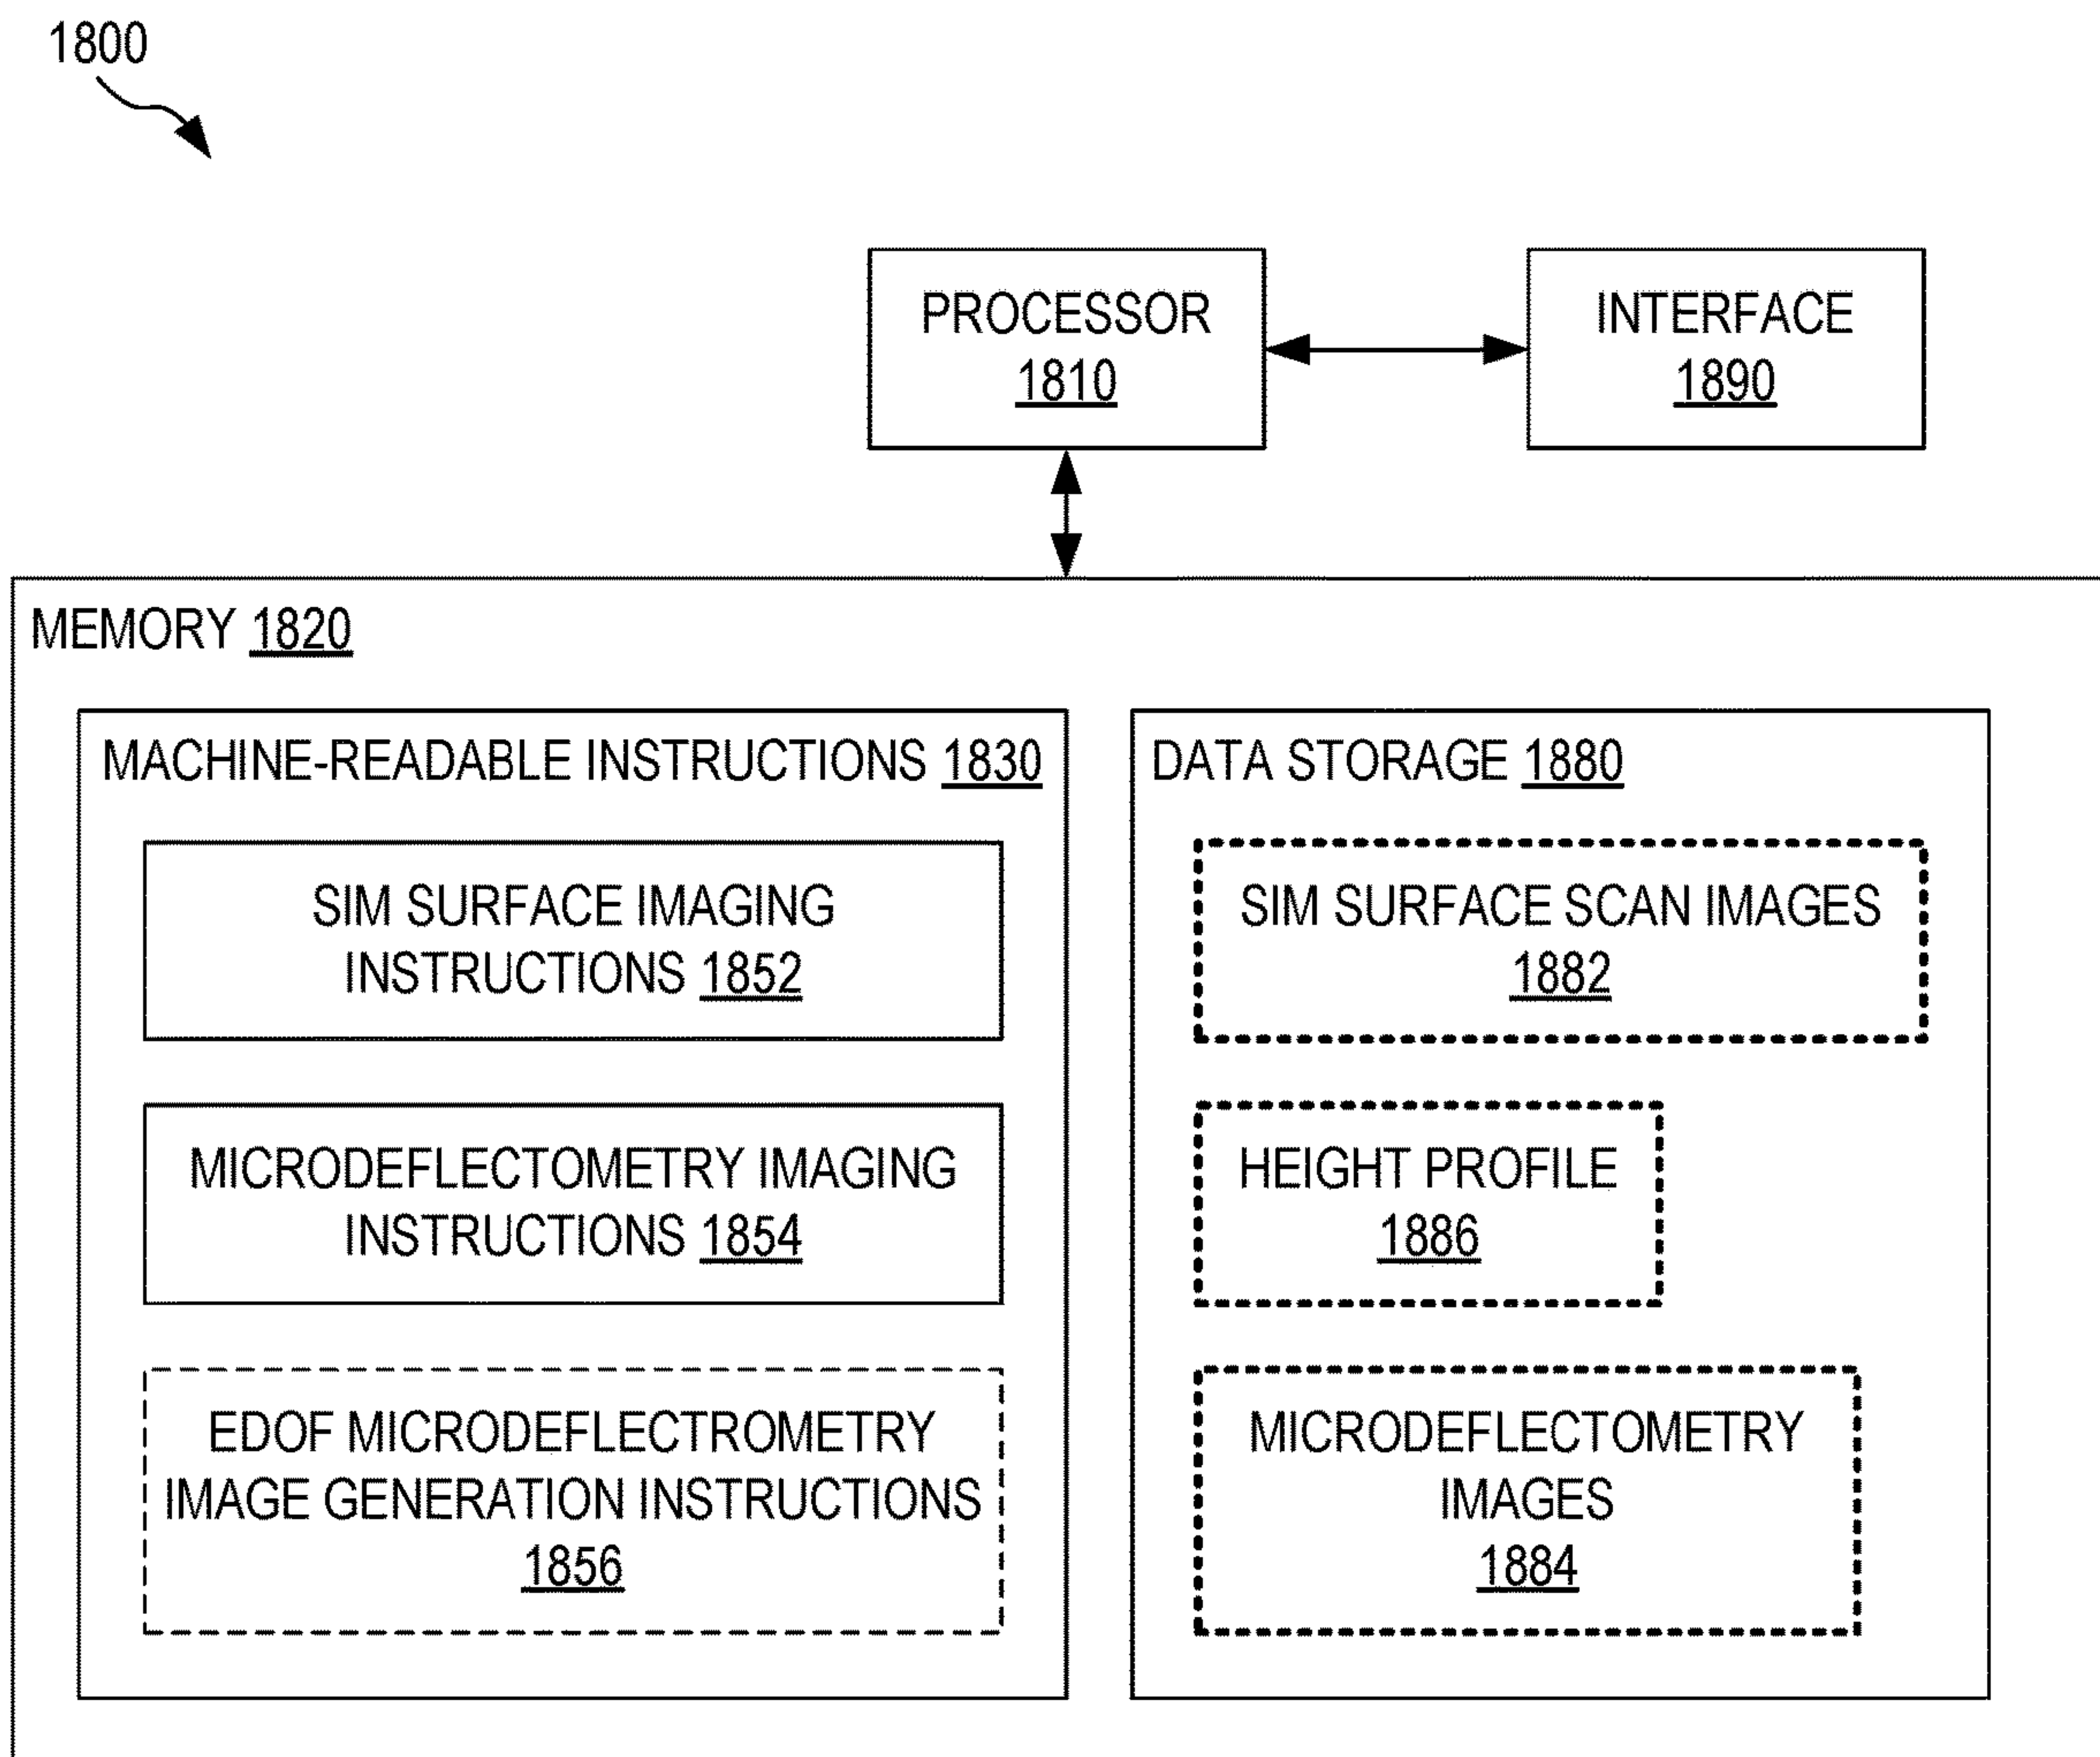 1800
PROCESSOR
1810
INTERFACE
1890
MEMORY 1820
MACHINE-READABLE INSTRUCTIONS 1830
SIM SURFACE IMAGING
INSTRUCTIONS 1852
MICRODEFLECTOMETRY IMAGING
INSTRUCTIONS 1854
EDOF MICRODEFLECTROMETRY
IMAGE GENERATION INSTRUCTIONS
1856
DATA STORAGE 1880
SIM SURFACE SCAN IMAGES
1882
HEIGHT PROFILE
1886
MICRODEFLECTOMETRY
IMAGES
1884